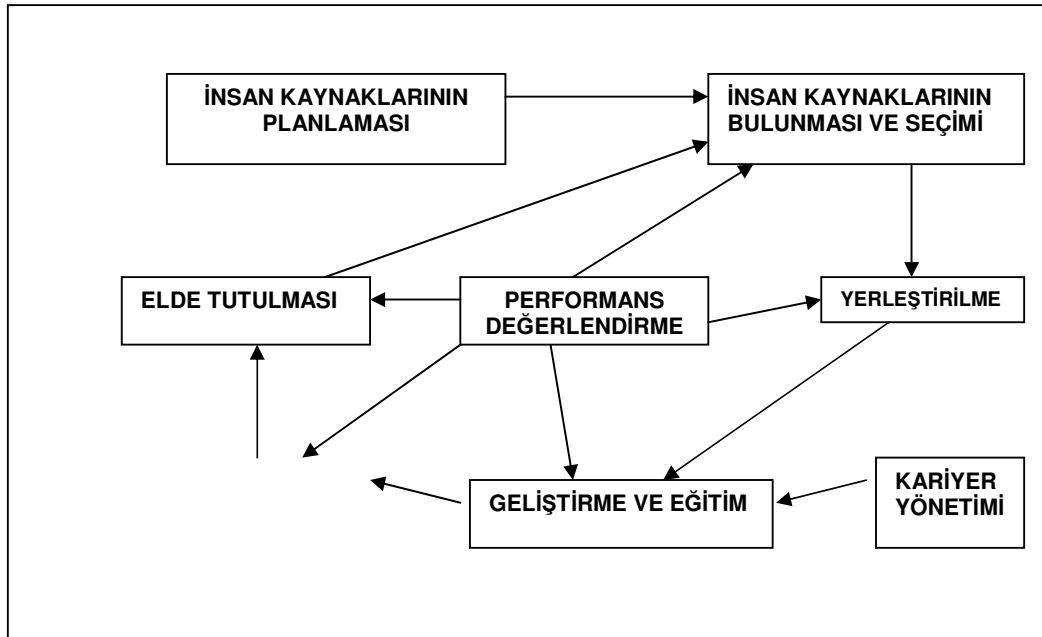 İNSAN KAYNAKLARININ
PLANLAMASI
İNSAN KAYNAKLARININ
BULUNMASI VE SEÇİMİ
ELDE TUTULMASI
PERFORMANS
DEĞERLENDİRME
YERLEŞTİRİLME
GELİŞTİRME VE EĞİTİM
KARİYER
YÖNETİMİ